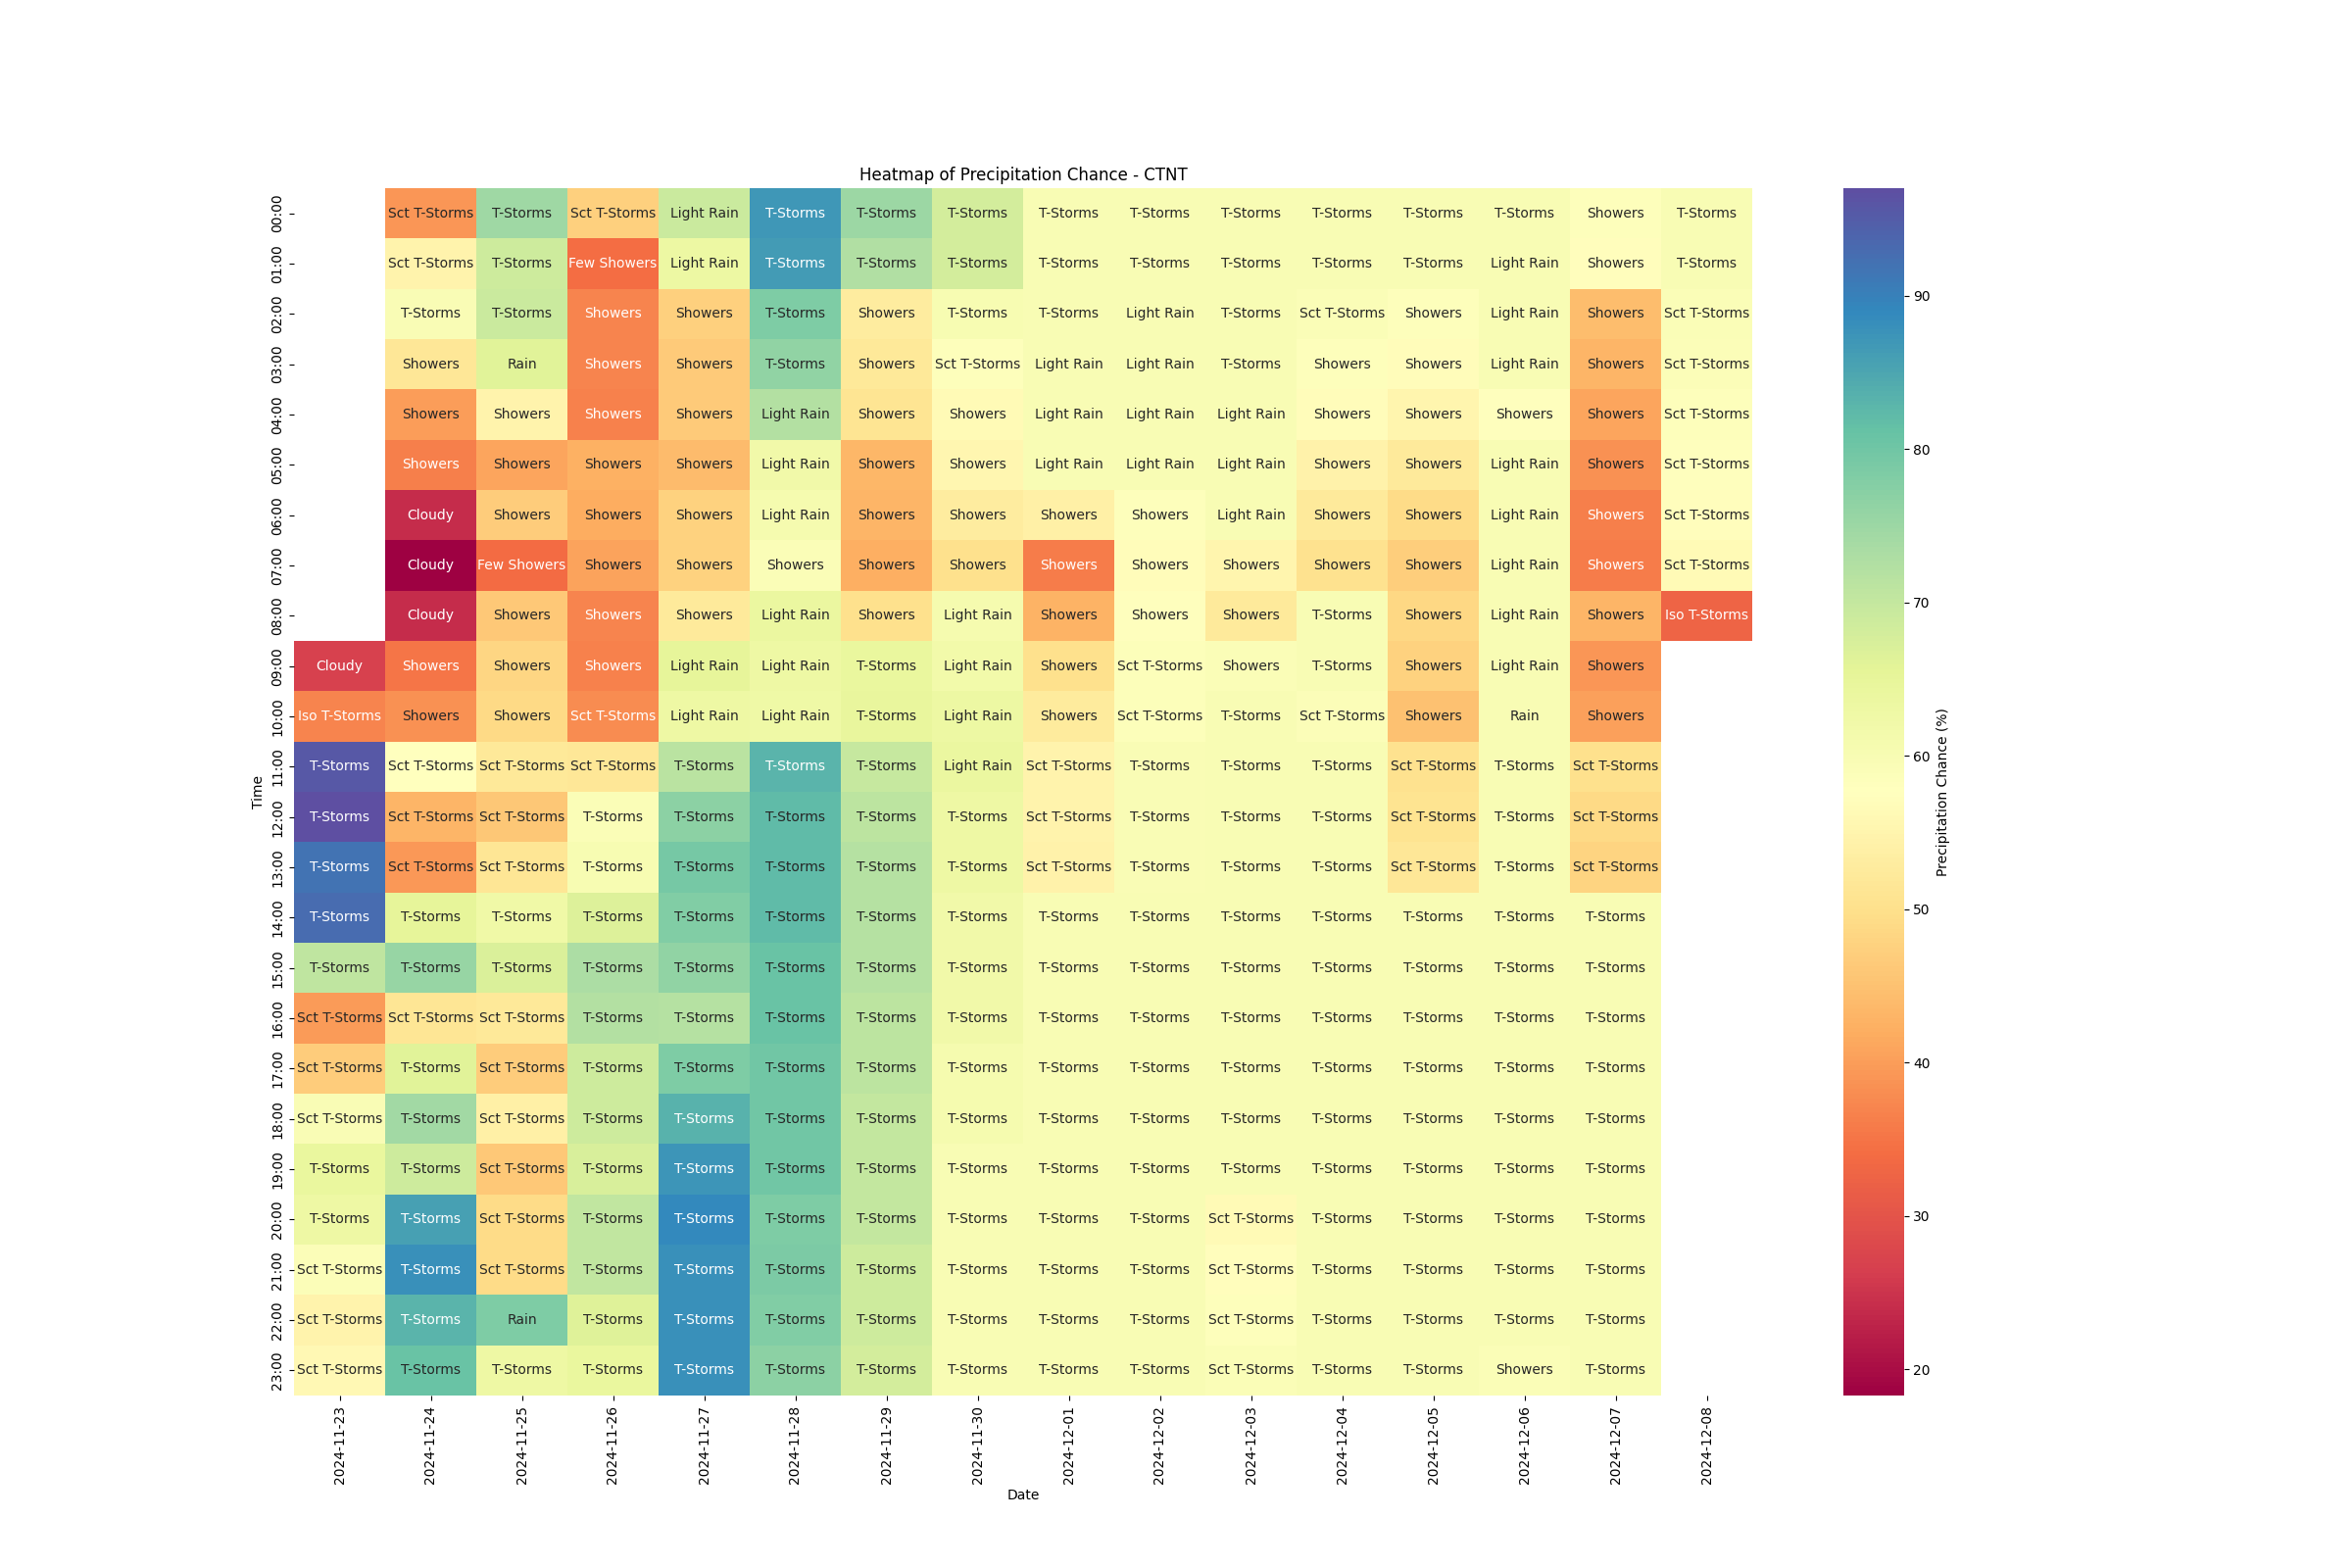 Heatmap of Precipitation Chance - CTNT
00:00 Sct T-Storms T-Storms Sct T-Storms Light Rain T-Storms T-Storms T-Storms T-Storms T-Storms T-Storms T-Storms T-Storms T-Storms Showers T-Storms
01:00 Sct T-Storms T-Storms Few Showers Light Rain T-Storms T-Storms T-Storms T-Storms T-Storms T-Storms T-Storms T-Storms Light Rain Showers T-Storms
02:00 T-Storms T-Storms Showers Showers T-Storms Showers T-Storms T-Storms Light Rain T-Storms Sct T-Storms Showers Light Rain Showers Sct T-Storms
03:00 Showers Rain Showers Showers T-Storms Showers Sct T-Storms Light Rain Light Rain T-Storms Showers Showers Light Rain Showers Sct T-Storms
04:00 Showers Showers Showers Showers Light Rain Showers Showers Light Rain Light Rain Light Rain Showers Showers Showers Showers Sct T-Storms
05:00 Showers Showers Showers Showers Light Rain Showers Showers Light Rain Light Rain Light Rain Showers Showers Light Rain Showers Sct T-Storms
06:00 Cloudy Showers Showers Showers Light Rain Showers Showers Showers Showers Light Rain Showers Showers Light Rain Showers Sct T-Storms
07:00 Cloudy Few Showers Showers Showers Showers Showers Showers Showers Showers Showers Showers Showers Light Rain Showers Sct T-Storms
08:00 Cloudy Showers Showers Showers Light Rain Showers Light Rain Showers Showers Showers T-Storms Showers Light Rain Showers Iso T-Storms
09:00 Cloudy Showers Showers Showers Light Rain Light Rain T-Storms Light Rain Showers Sct T-Storms Showers T-Storms Showers Light Rain Showers
10:00 Iso T-Storms Showers Showers Sct T-Storms Light Rain Light Rain T-Storms Light Rain Showers Sct T-Storms T-Storms Sct T-Storms Showers Rain Showers
11:00 T-Storms Sct T-Storms Sct T-Storms Sct T-Storms T-Storms T-Storms T-Storms Light Rain Sct T-Storms T-Storms T-Storms T-Storms Sct T-Storms T-Storms Sct T-Storms
12:00 T-Storms Sct T-Storms Sct T-Storms T-Storms T-Storms T-Storms T-Storms T-Storms Sct T-Storms T-Storms T-Storms T-Storms Sct T-Storms T-Storms Sct T-Storms
13:00 T-Storms Sct T-Storms Sct T-Storms T-Storms T-Storms T-Storms T-Storms T-Storms Sct T-Storms T-Storms T-Storms T-Storms Sct T-Storms T-Storms Sct T-Storms
14:00 T-Storms T-Storms T-Storms T-Storms T-Storms T-Storms T-Storms T-Storms T-Storms T-Storms T-Storms T-Storms T-Storms T-Storms T-Storms
15:00 T-Storms T-Storms T-Storms T-Storms T-Storms T-Storms T-Storms T-Storms T-Storms T-Storms T-Storms T-Storms T-Storms T-Storms T-Storms
16:00 Sct T-Storms Sct T-Storms Sct T-Storms T-Storms T-Storms T-Storms T-Storms T-Storms T-Storms T-Storms T-Storms T-Storms T-Storms T-Storms T-Storms
17:00 Sct T-Storms T-Storms Sct T-Storms T-Storms T-Storms T-Storms T-Storms T-Storms T-Storms T-Storms T-Storms T-Storms T-Storms T-Storms T-Storms
18:00 Sct T-Storms T-Storms Sct T-Storms T-Storms T-Storms T-Storms T-Storms T-Storms T-Storms T-Storms T-Storms T-Storms T-Storms T-Storms T-Storms
19:00 T-Storms T-Storms Sct T-Storms T-Storms T-Storms T-Storms T-Storms T-Storms T-Storms T-Storms T-Storms T-Storms T-Storms T-Storms T-Storms
20:00 T-Storms T-Storms Sct T-Storms T-Storms T-Storms T-Storms T-Storms T-Storms T-Storms T-Storms Sct T-Storms T-Storms T-Storms T-Storms T-Storms
21:00 Sct T-Storms T-Storms Sct T-Storms T-Storms T-Storms T-Storms T-Storms T-Storms T-Storms T-Storms Sct T-Storms T-Storms T-Storms T-Storms T-Storms
22:00 Sct T-Storms T-Storms Rain T-Storms T-Storms T-Storms T-Storms T-Storms T-Storms T-Storms Sct T-Storms T-Storms T-Storms T-Storms T-Storms
23:00 Sct T-Storms T-Storms T-Storms T-Storms T-Storms T-Storms T-Storms T-Storms T-Storms T-Storms Sct T-Storms T-Storms T-Storms Showers T-Storms
Time
2024-11-23 2024-11-24 2024-11-25 2024-11-26 2024-11-27 2024-11-28 2024-11-29 2024-11-30 2024-12-01 2024-12-02 2024-12-03 2024-12-04 2024-12-05 2024-12-06 2024-12-07 2024-12-08
Date
90
80
70
60
50
40
30
20
Precipitation Chance (%)